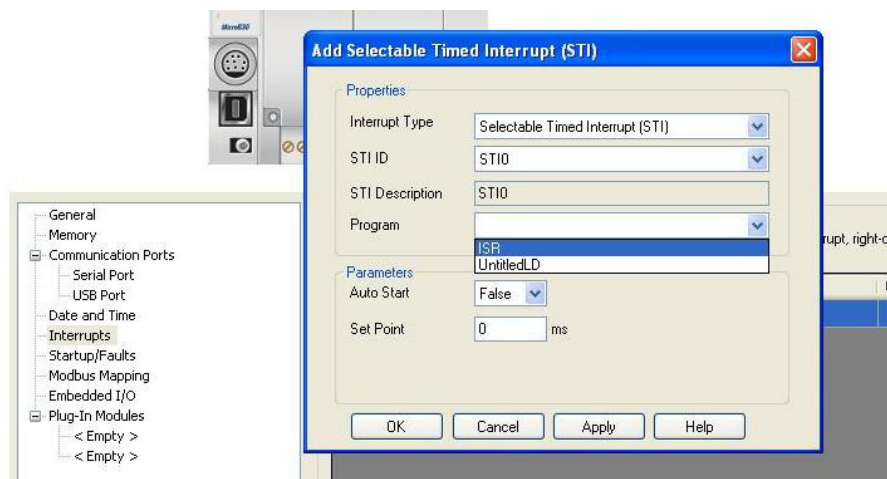 Micro830
Add Selectable Timed Interrupt (STI)
Properties
Interrupt Type
Selectable Timed Interrupt (STI)
STI ID
STI0
STI Description
STI0
Program
ISR
UntitledLD
Parameters
Auto Start
False
Set Point
0
ms
OK
Cancel
Apply
Help
General
Memory
Communication Ports
Serial Port
USB Port
Date and Time
Interrupts
Startup/Faults
Modbus Mapping
Embedded I/O
Plug-In Modules
< Empty >
< Empty >
rupt, right-c